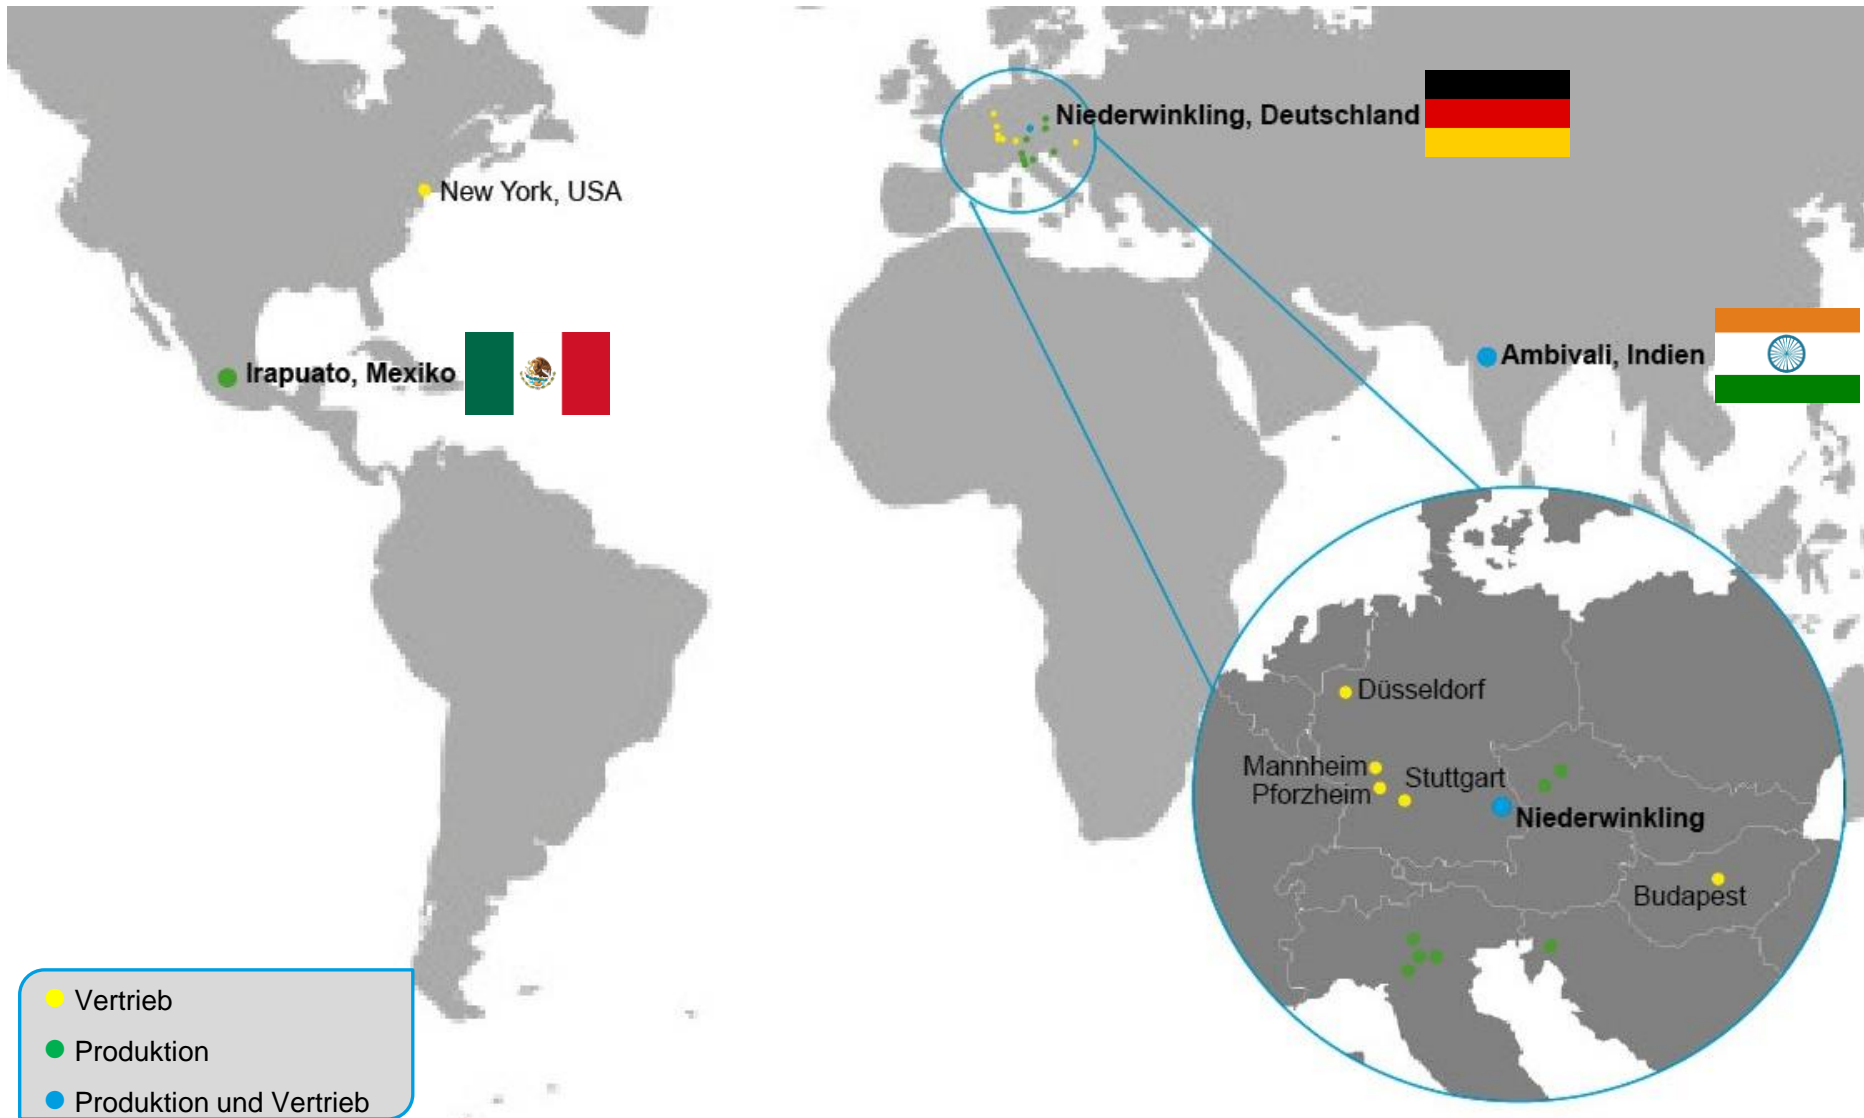 Niederwinkling, Deutschland
New York, USA
Irapuato, Mexiko
Ambivali, Indien
Düsseldorf
Mannheim
Stuttgart
Pforzheim
Niederwinkling
Budapest
Vertrieb
Produktion
Produktion und Vertrieb